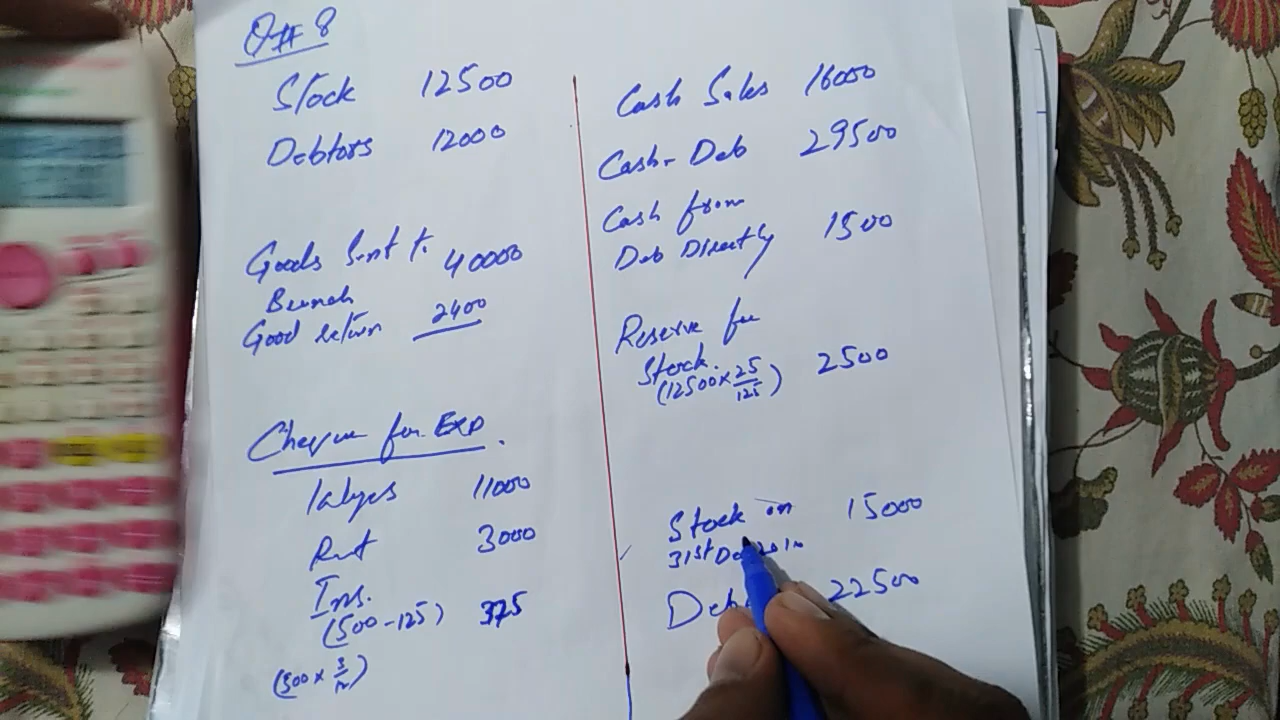 Q# 8
Stock 12500
Debtors 12000
Goods Sent to 40000
Branch
Good return 2400
Cheque for Exp.
Salyes 11000
Rent 3000
Ins.
(500-125) 375
(500 x 3/12)
Cash Sales 16000
Cash- Deb 29500
Cash from
Deb Directly 1500
Reserve for
Stock. 2500
(12500 x 25/125)
Stock on 15000
31st
Deb 22500